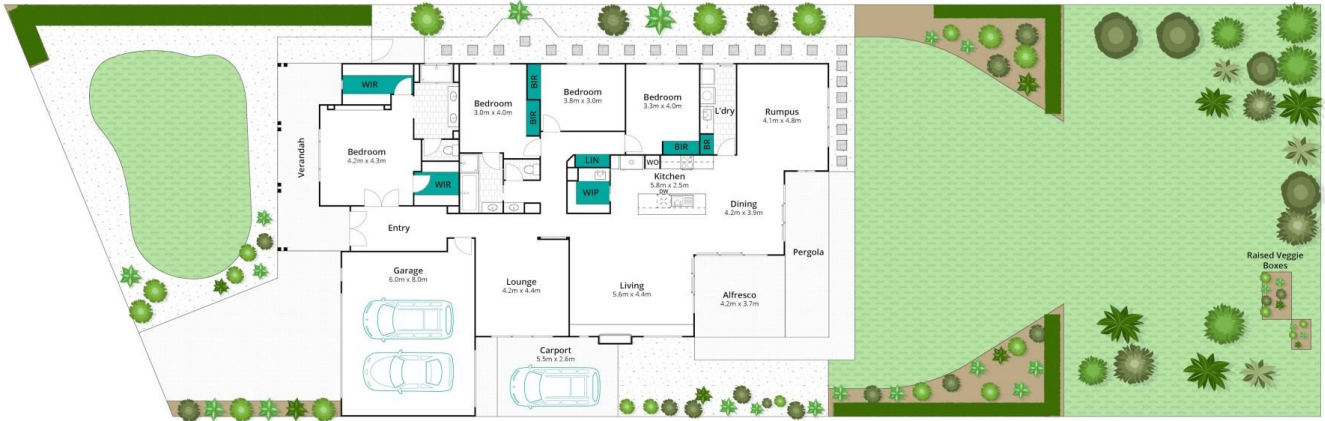 WIR
Bedroom
4.2m x 4.3m
Verandah
WIR
Entry
Bedroom
3.0m x 4.0m
BIR
BIR
Bedroom
3.8m x 3.0m
Bedroom
3.3m x 4.0m
BIR
L'dry
BR
Rumpus
4.1m x 4.8m
LIN
WIP
WO
Kitchen
5.8m x 2.5m
DW
Dining
4.2m x 3.9m
Pergola
Garage
6.0m x 8.0m
Lounge
4.2m x 4.4m
Living
5.6m x 4.4m
Alfresco
4.2m x 3.7m
Carport
5.5m x 2.6m
Raised Veggie
Boxes